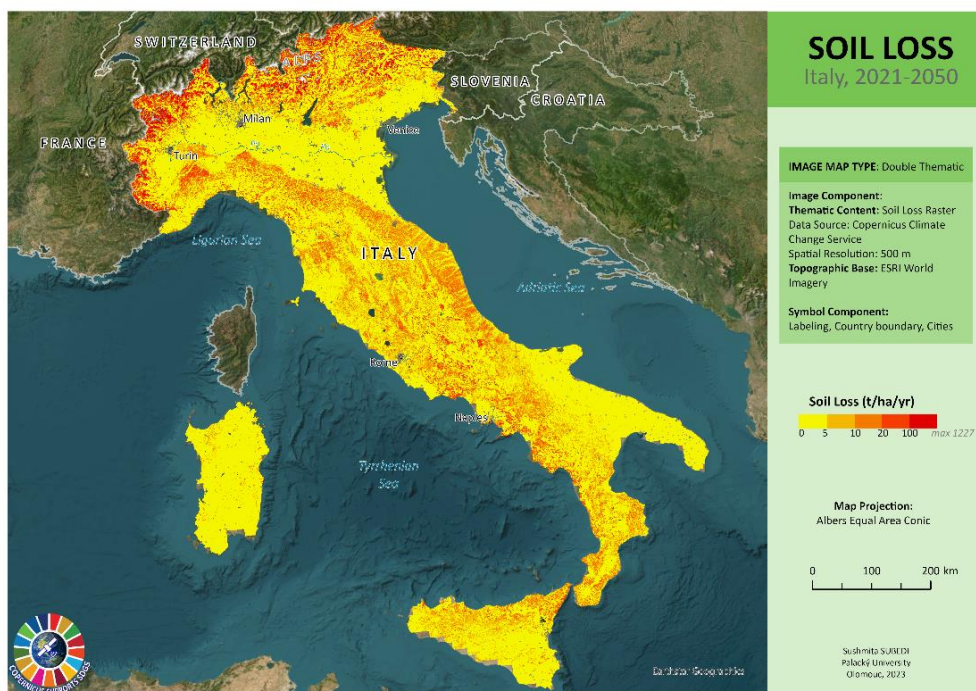 SWITZERLAND
ALPS
SLOVENIA
CROATIA
Milan
Venice
FRANCE
Turin
Po
Po
Ligurian Sea
ITALY
Adriatic Sea
Rome
Naples
Tyrrhenian
Sea
Earthstar Geographics
COPERNICUS SUPPORTS SDGS
SOIL LOSS
Italy, 2021-2050
IMAGE MAP TYPE: Double Thematic
Image Component:
Thematic Content: Soil Loss Raster
Data Source: Copernicus Climate
Change Service
Spatial Resolution: 500 m
Topographic Base: ESRI World
Imagery
Symbol Component:
Labeling, Country boundary, Cities
Soil Loss (t/ha/yr)
0 5 10 20 100 max 1227
Map Projection:
Albers Equal Area Conic
0 100 200 km
Sushmita SUBEDI
Palacký University
Olomouc, 2023